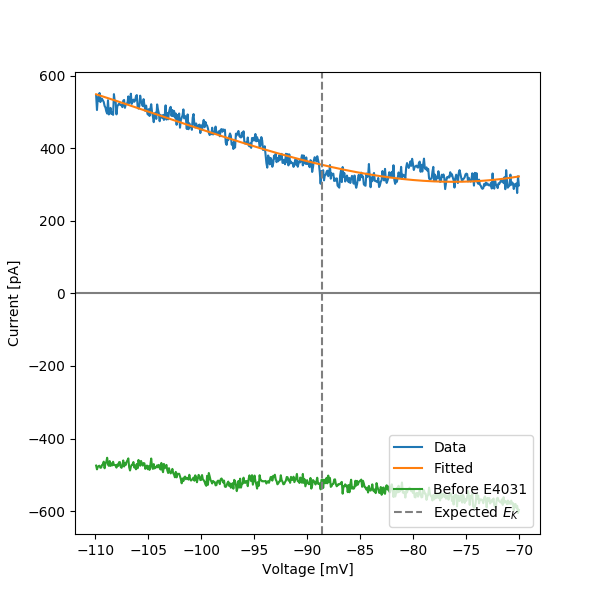 600
400
200
0
−200
−400
−600
Current [pA]
Data
Fitted
Before E4031
Expected E_K
−110 −105 −100 −95 −90 −85 −80 −75 −70
Voltage [mV]